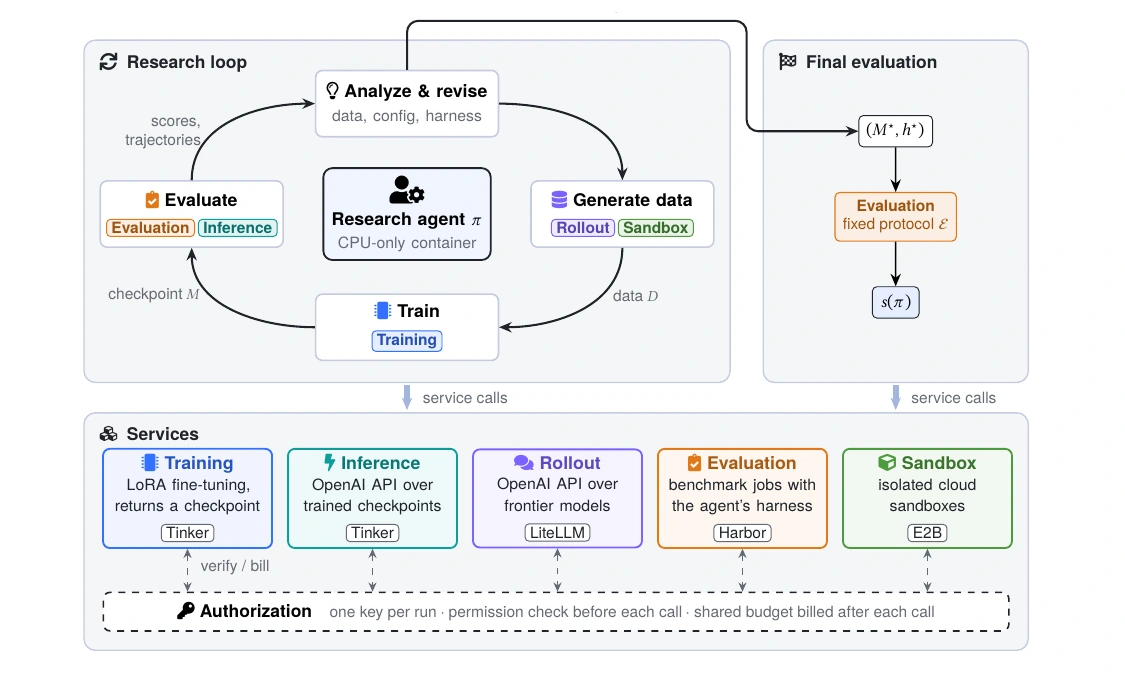 Research loop
Analyze & revise
data, config, harness
scores,
trajectories
Evaluate
Evaluation Inference
Research agent π
CPU-only container
Generate data
Rollout Sandbox
checkpoint M
data D
Train
Training
Final evaluation
(M*, h*)
Evaluation
fixed protocol ℰ
s(π)
service calls
service calls
Services
Training
LoRA fine-tuning,
returns a checkpoint
Tinker
Inference
OpenAI API over
trained checkpoints
Tinker
Rollout
OpenAI API over
frontier models
LiteLLM
Evaluation
benchmark jobs with
the agent's harness
Harbor
Sandbox
isolated cloud
sandboxes
E2B
verify / bill
Authorization one key per run · permission check before each call · shared budget billed after each call